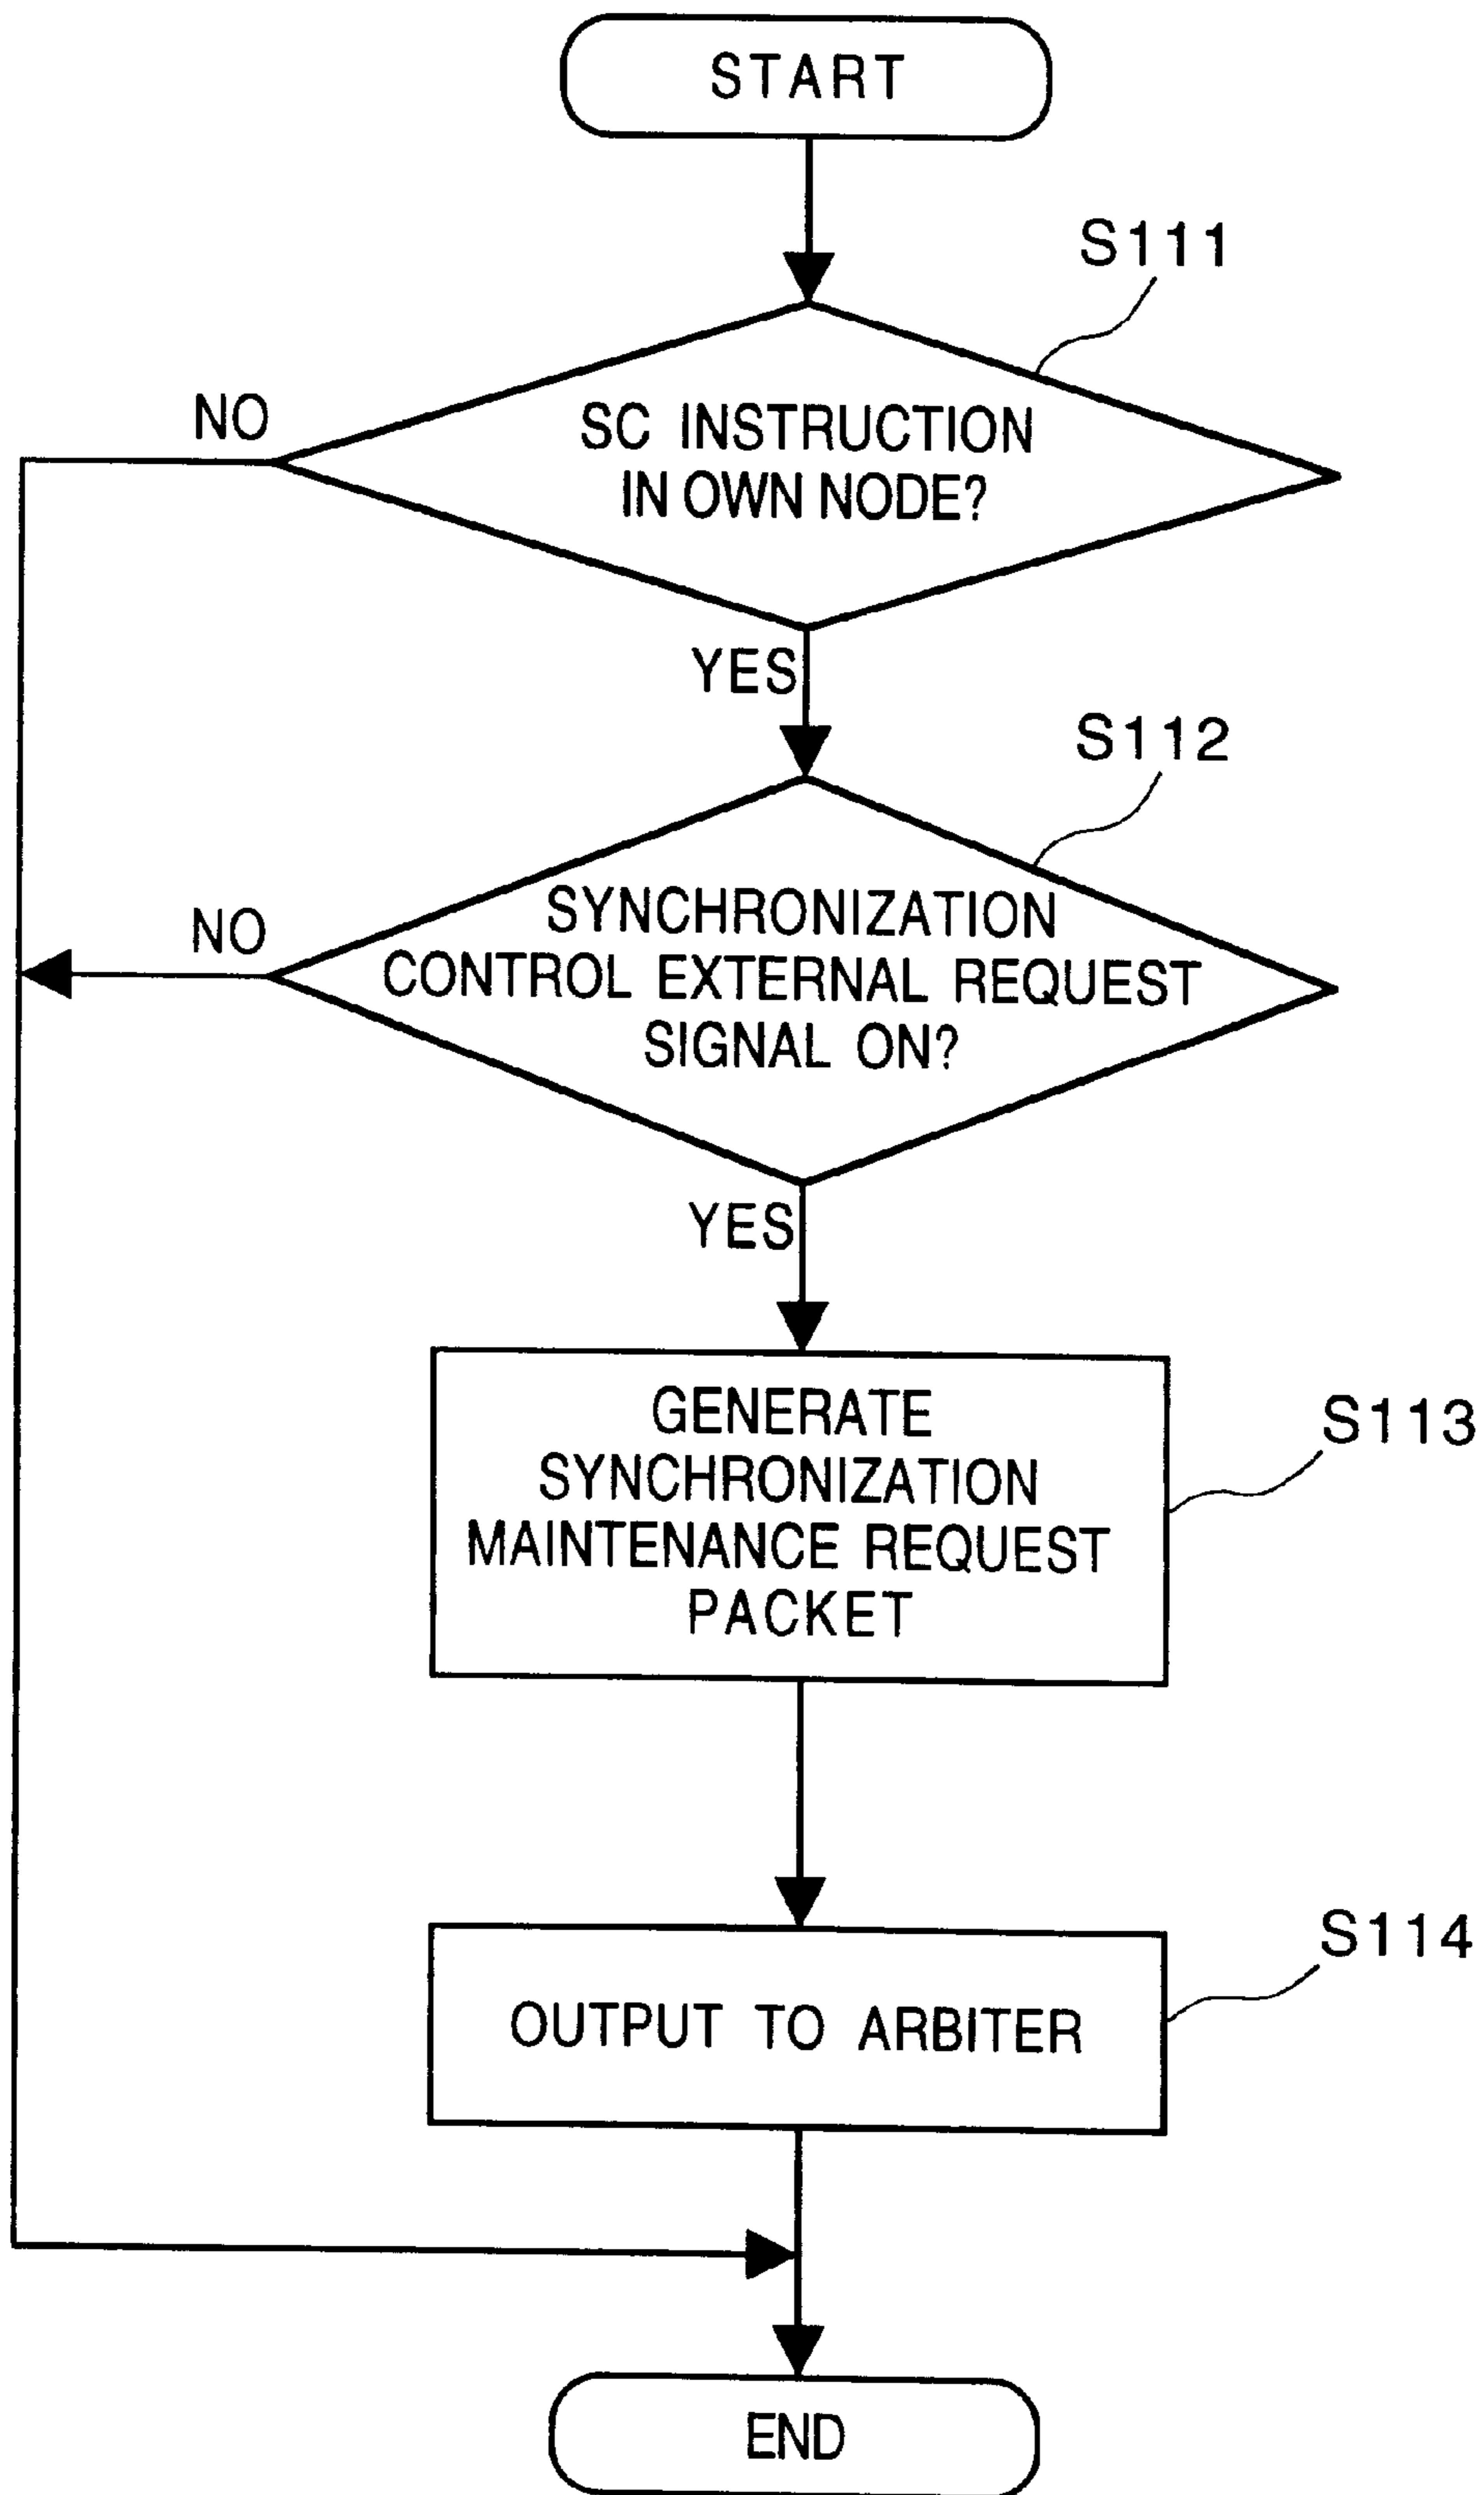 START
S111
NO
SC INSTRUCTION
IN OWN NODE?
YES
S112
NO
SYNCHRONIZATION
CONTROL EXTERNAL REQUEST
SIGNAL ON?
YES
GENERATE
SYNCHRONIZATION
MAINTENANCE REQUEST
PACKET
S113
S114
OUTPUT TO ARBITER
END